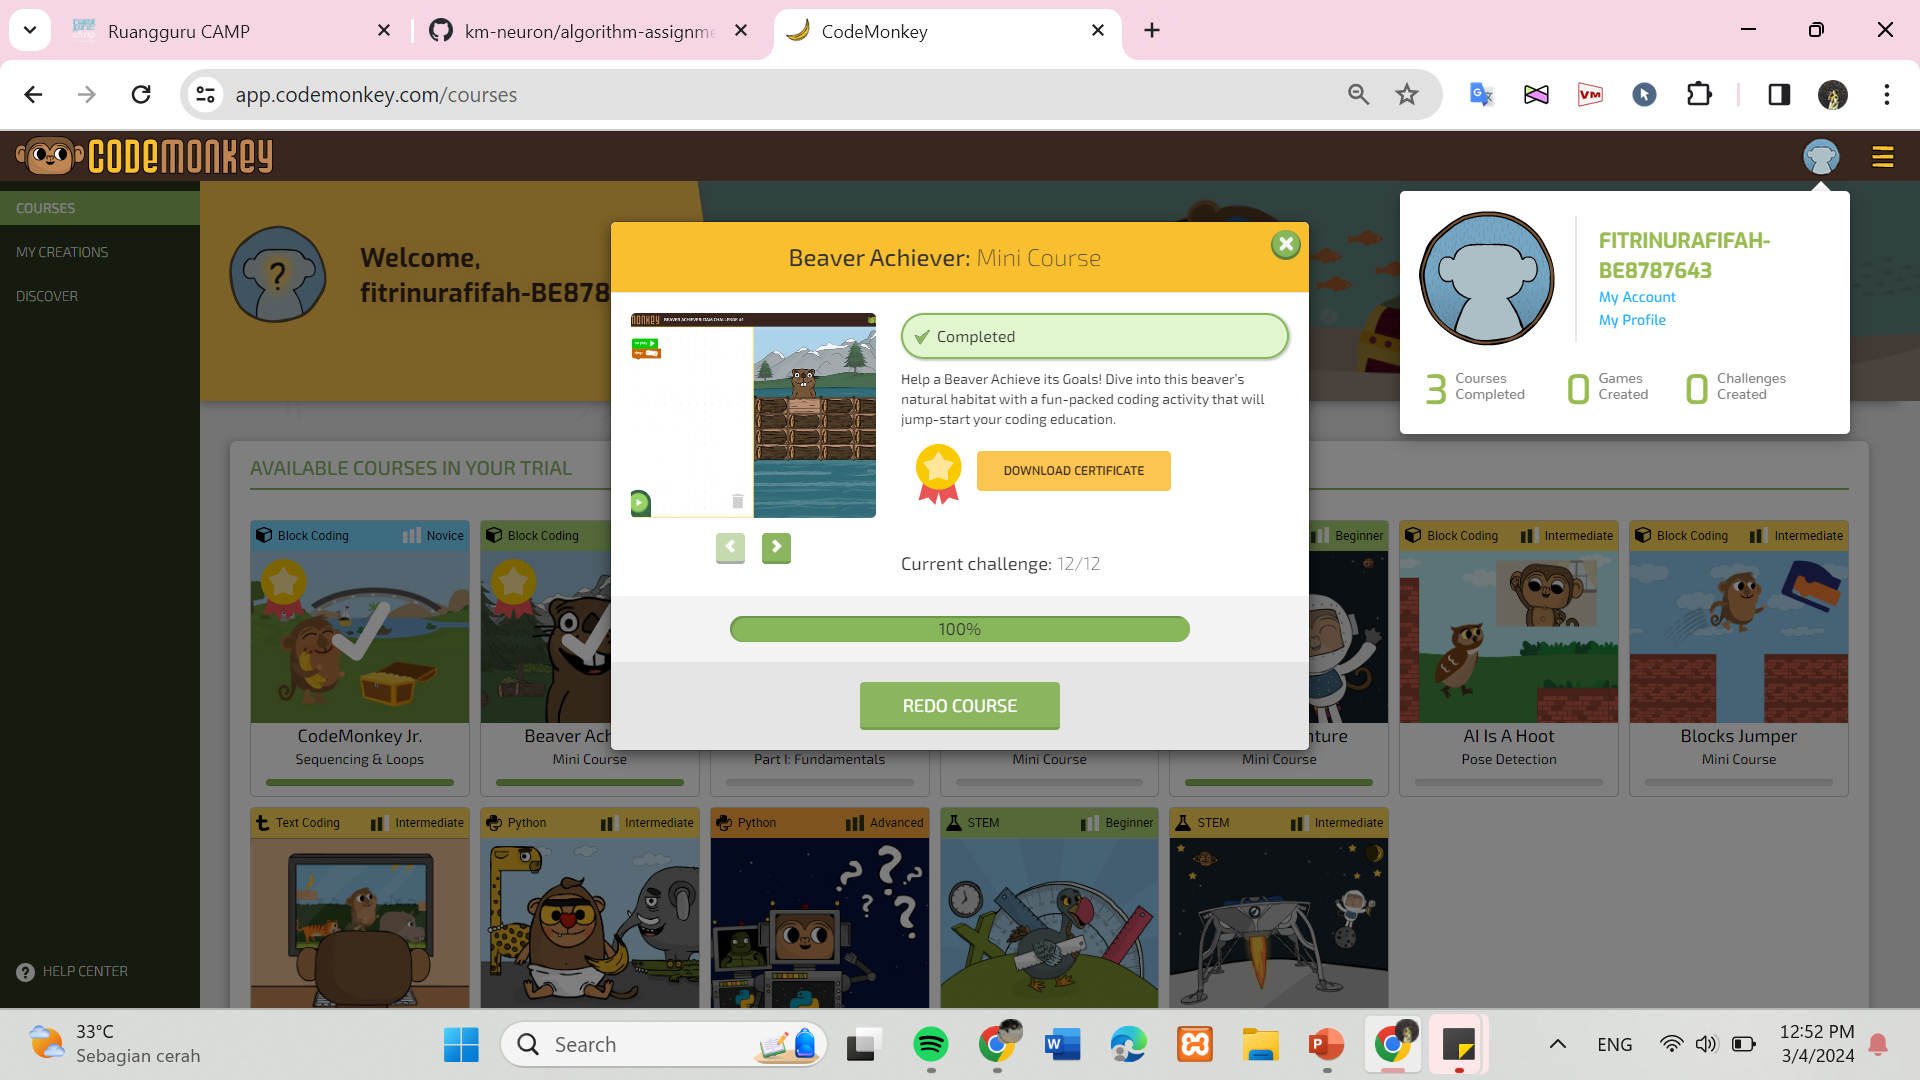 Ruangguru CAMP
km-neuron/algorithm-assignme
CodeMonkey
app.codemonkey.com/courses
CODEMONKEY
COURSES
MY CREATIONS
DISCOVER
HELP CENTER
Welcome,
fitrinurafifah-BE878
Beaver Achiever: Mini Course
Completed
Help a Beaver Achieve its Goals! Dive into this beaver's
natural habitat with a fun-packed coding activity that will
jump-start your coding education.
DOWNLOAD CERTIFICATE
Current challenge: 12/12
100%
REDO COURSE
FITRINURAFIFAH-
BE8787643
My Account
My Profile
3 Courses Completed
0 Games Created
0 Challenges Created
AVAILABLE COURSES IN YOUR TRIAL
Block Coding Novice
CodeMonkey Jr.
Sequencing & Loops
Block Coding
Beaver Ach
Mini Course
Part I: Fundamentals
Mini Course
Beginner
nture
Mini Course
Block Coding Intermediate
AI Is A Hoot
Pose Detection
Block Coding Intermediate
Blocks Jumper
Mini Course
Text Coding Intermediate
Python Intermediate
Python Advanced
STEM Beginner
STEM Intermediate
33°C
Sebagian cerah
Search
ENG
12:52 PM
3/4/2024